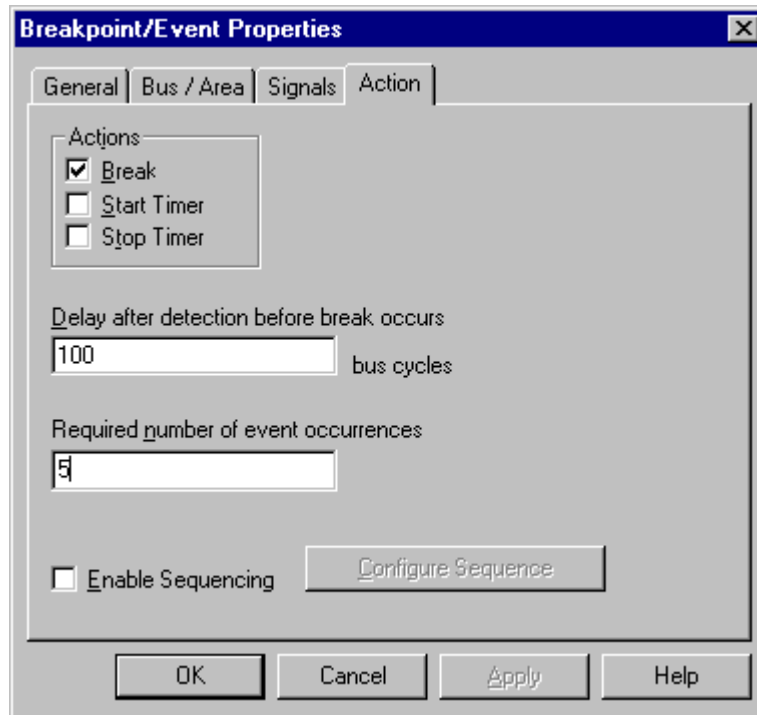 Breakpoint/Event Properties
General Bus / Area Signals Action
Actions
Break
Start Timer
Stop Timer
Delay after detection before break occurs
100 bus cycles
Required number of event occurrences
5
Enable Sequencing Configure Sequence
OK Cancel Apply Help